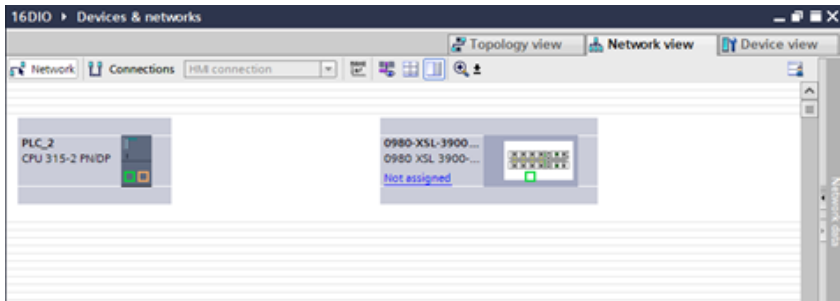 16DIO ▸ Devices & networks
Topology view
Network view
Device view
Network
Connections
HMI connection
PLC_2
CPU 315-2 PN/DP
0980-XSL-3900...
0980 XSL 3900-...
Not assigned
Network data